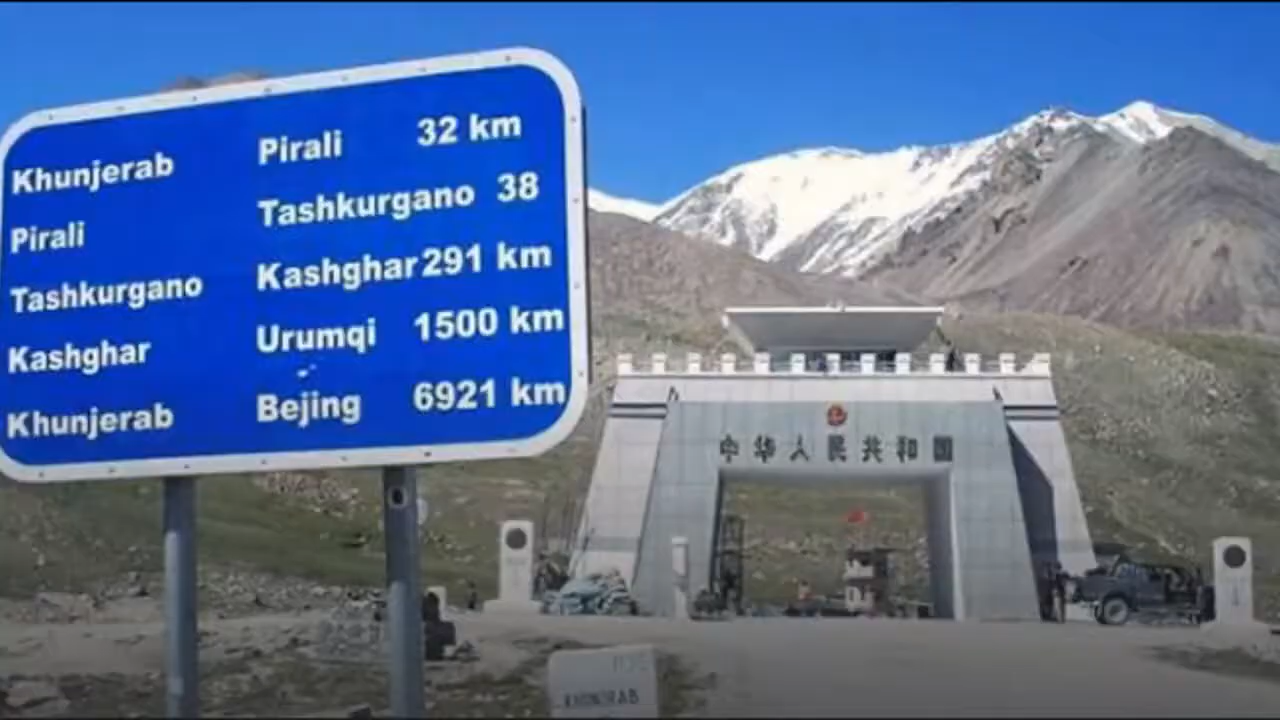 Khunjerab Pirali 32 km
Pirali Tashkurgano 38
Tashkurgano Kashghar 291 km
Kashghar Urumqi 1500 km
Khunjerab Bejing 6921 km
中华人民共和国
KHUNJRAB